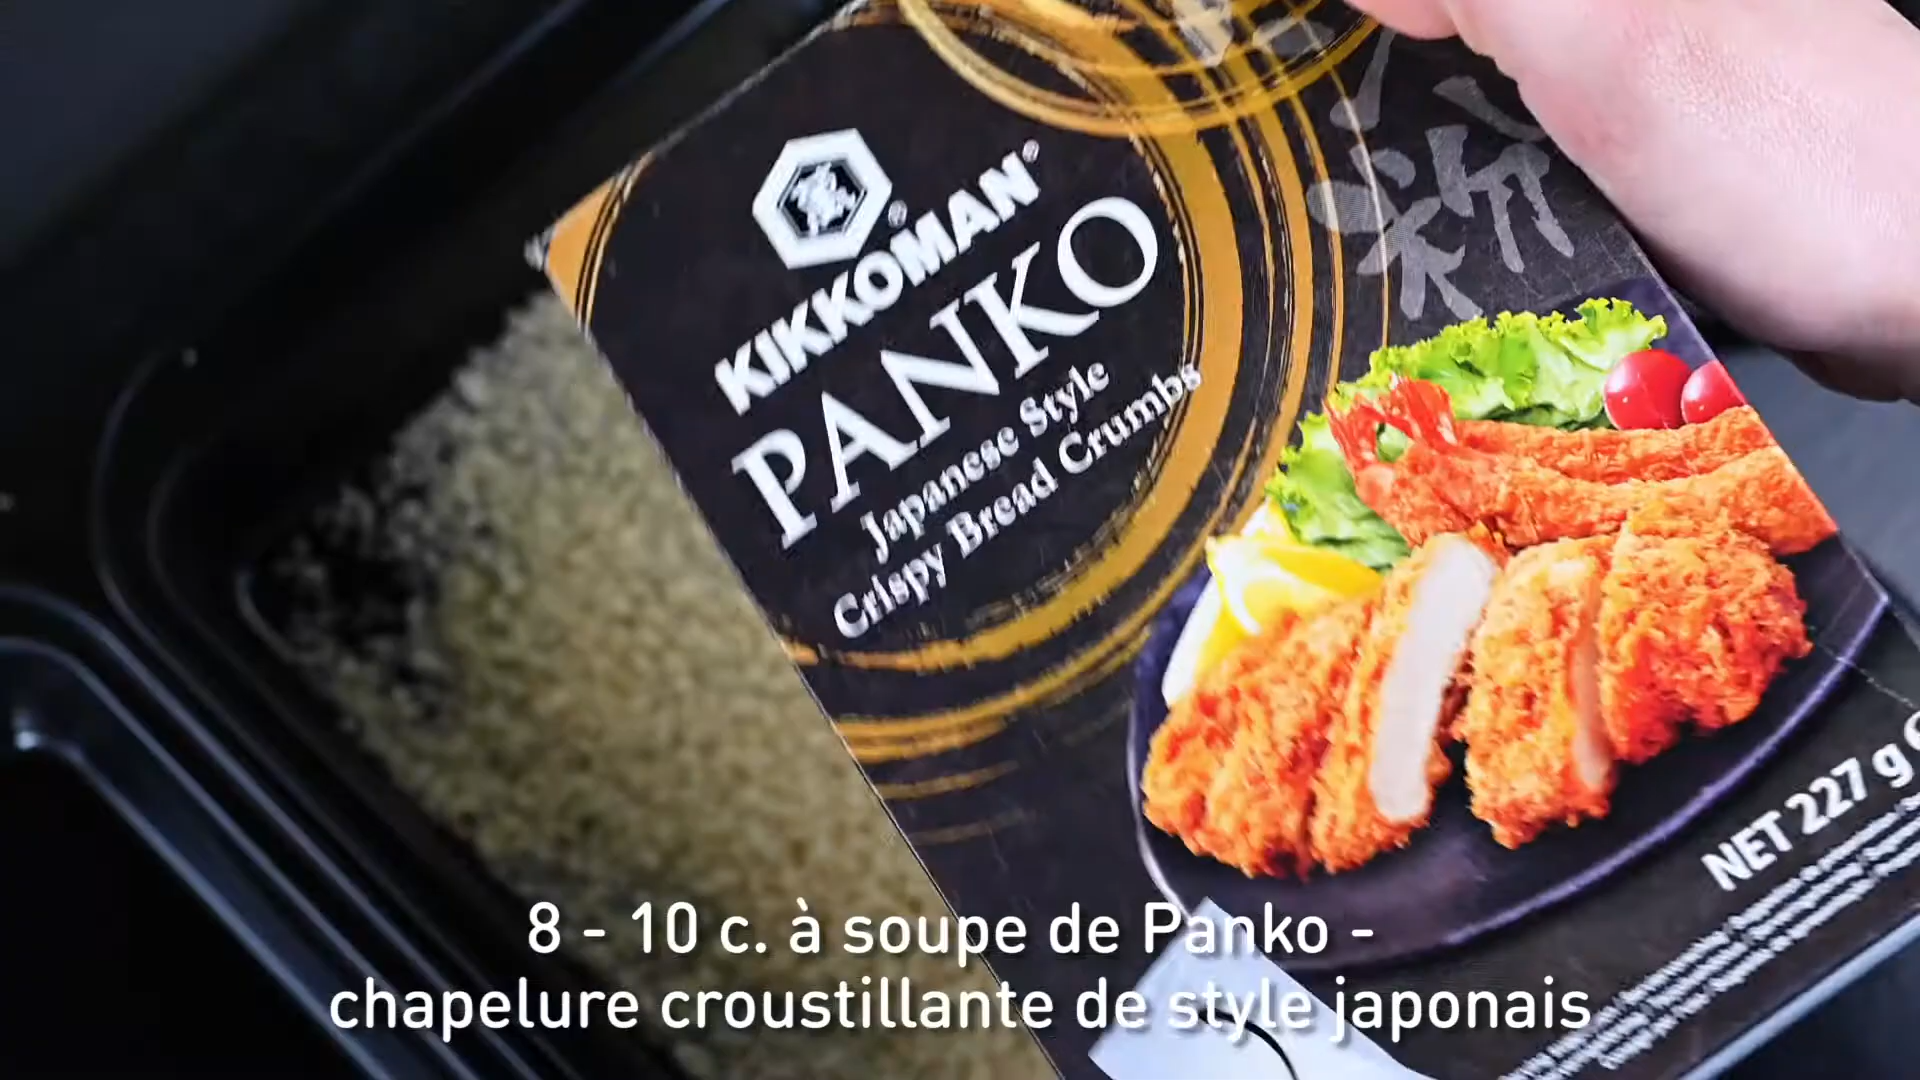 KIKKOMAN®
PANKO
Japanese Style
Crispy Bread Crumbs
粉
NET 227 g
8 - 10 c. à soupe de Panko -
chapelure croustillante de style japonais